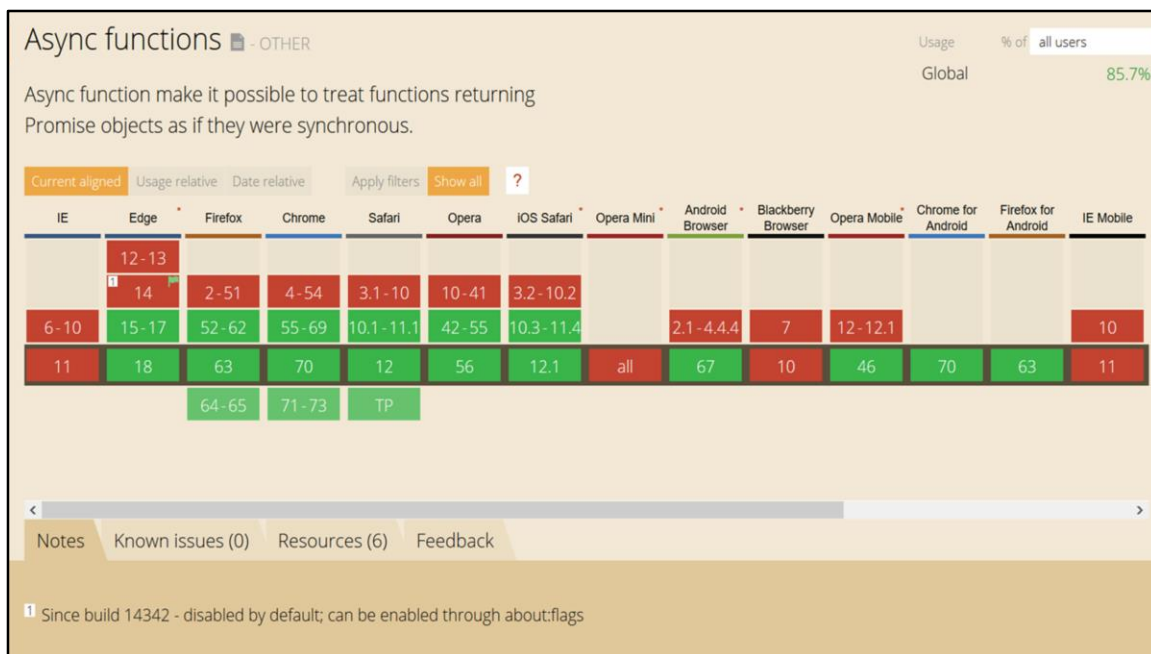 Async functions - OTHER
Usage % of all users
Global 85.7%
Async function make it possible to treat functions returning
Promise objects as if they were synchronous.
Current aligned Usage relative Date relative Apply filters Show all ?
IE Edge * Firefox Chrome Safari Opera iOS Safari * Opera Mini * Android Browser * Blackberry Browser Opera Mobile * Chrome for Android Firefox for Android IE Mobile
12-13
1 14 2-51 4-54 3.1-10 10-41 3.2-10.2
6-10 15-17 52-62 55-69 10.1-11.1 42-55 10.3-11.4 2.1-4.4.4 7 12-12.1 10
11 18 63 70 12 56 12.1 all 67 10 46 70 63 11
64-65 71-73 TP
Notes Known issues (0) Resources (6) Feedback
1 Since build 14342 - disabled by default; can be enabled through about:flags